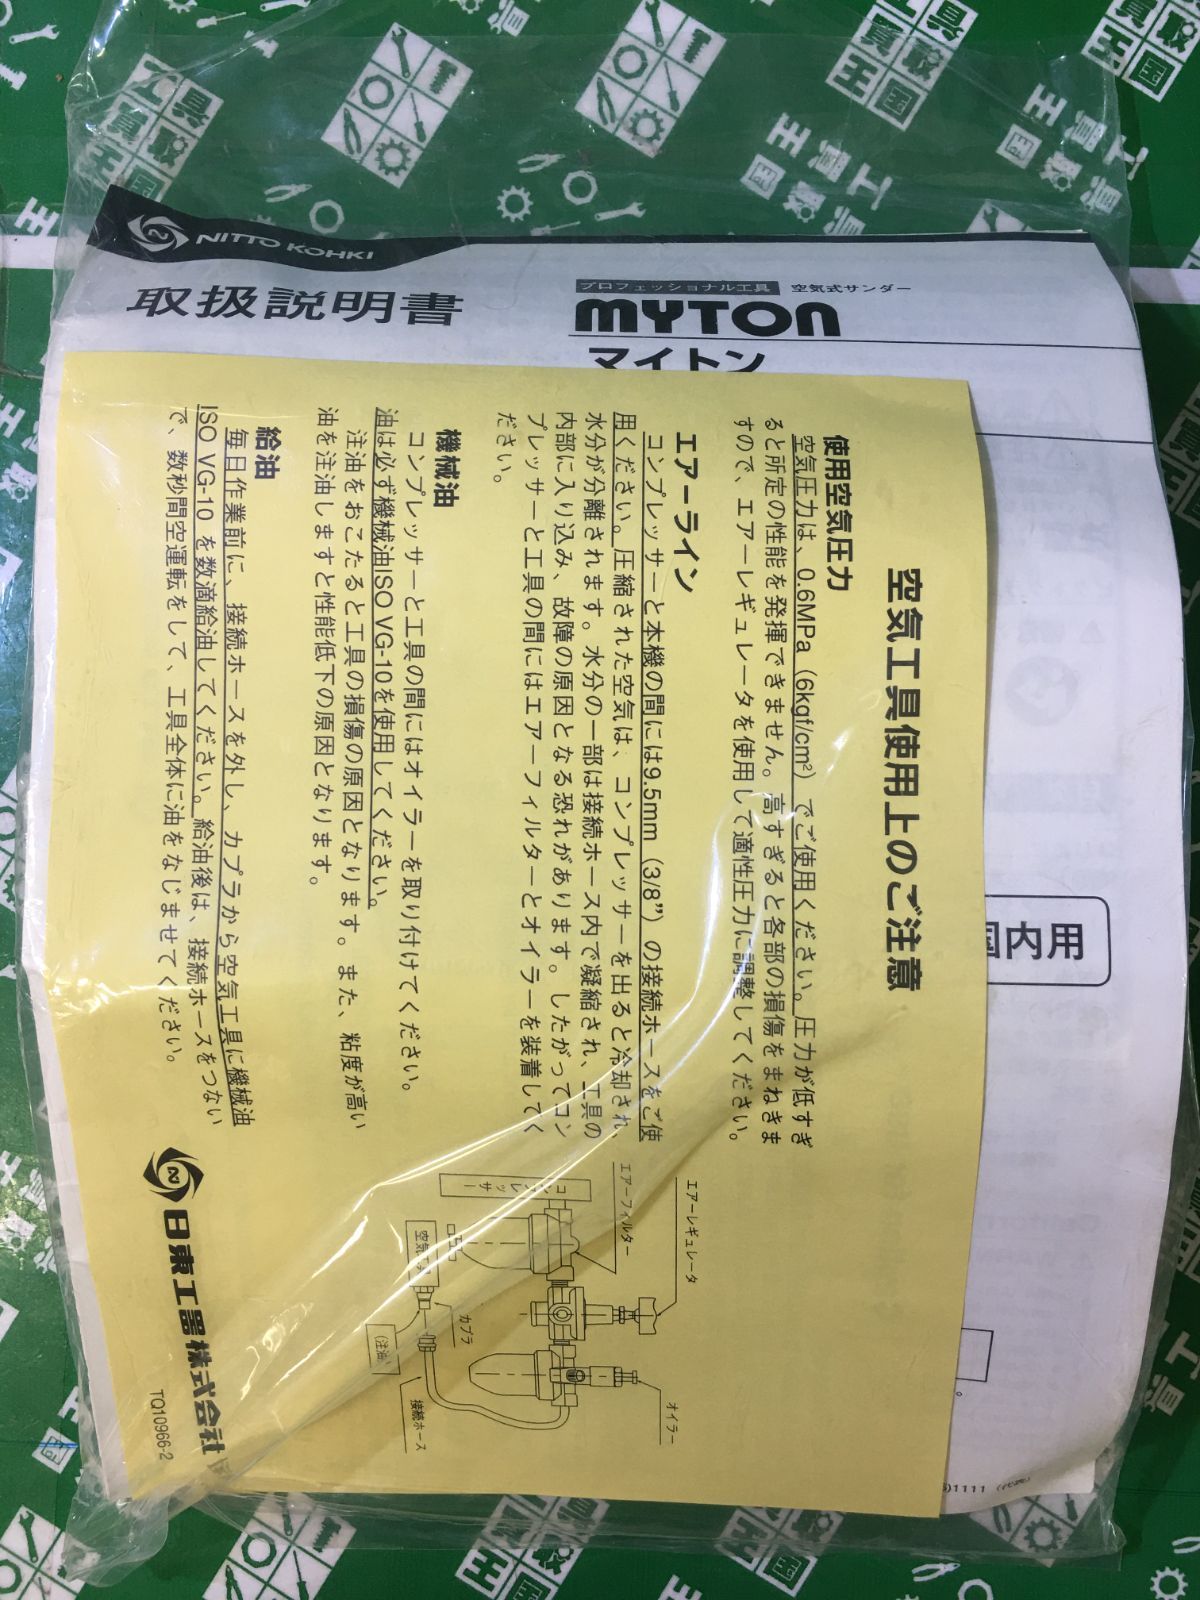 NITTO KOHKI
取扱説明書
プロフェッショナル工具 空気式サンダー
MYTON
マイトン
国内用
空気工具使用上のご注意
使用空気圧力
空気圧力は、0.6MPa（6kgf/cm²）でご使用ください。圧力が低すぎ
ると所定の性能を発揮できません。高すぎると各部の損傷をまねきま
すので、エアーレギュレータを使用して適性圧力に調整してください。
エアーライン
コンプレッサーと本機の間には9.5mm（3/8”）の接続ホースをご使
用ください。圧縮された空気は、コンプレッサーを出ると冷却され、
水分が分離されます。水分の一部は接続ホース内で凝縮され、工具の
内部に入り込み、故障の原因となる恐れがあります。したがってコン
プレッサーと工具の間にはエアーフィルターとオイラーを装着してく
ださい。
機械油
コンプレッサーと工具の間にはオイラーを取り付けてください。
油は必ず機械油ISO VG-10を使用してください。
注油をおこたると工具の損傷の原因となります。また、粘度が高い
油を注油しますと性能低下の原因となります。
給油
毎日作業前に、接続ホースを外し、カプラから空気工具に機械油
ISO VG-10 を数滴給油してください。給油後は、接続ホースをつない
で、数秒間空運転をして、工具全体に油をなじませてください。
エアーレギュレータ
エアーフィルター
コンプレッサー
オイラー
カプラ
空気工具
(注油)
接続ホース
日東工器株式会社
TQ10966-2
1111